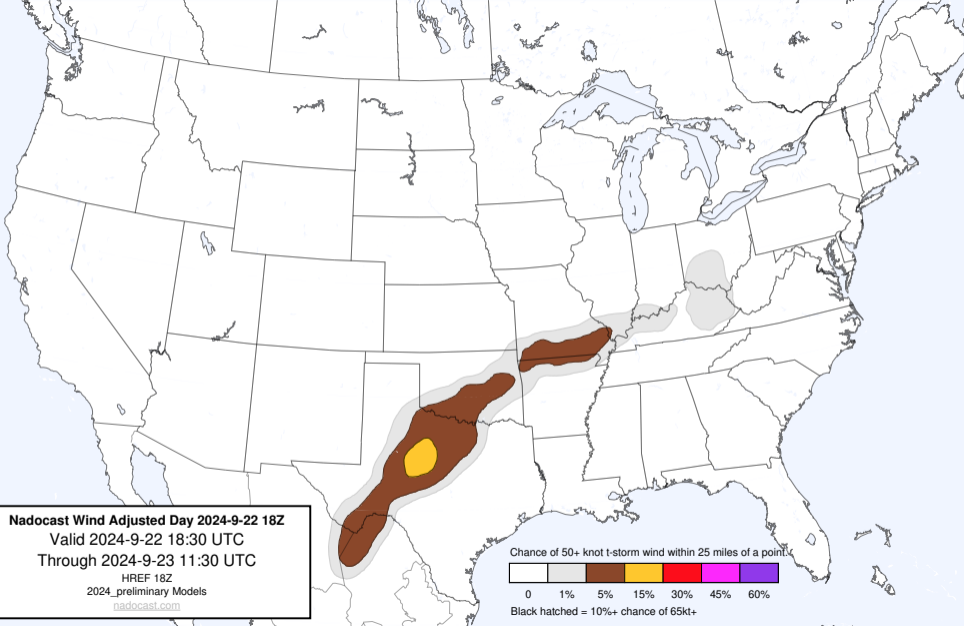 Nadocast Wind Adjusted Day 2024-9-22 18Z
Valid 2024-9-22 18:30 UTC
Through 2024-9-23 11:30 UTC
HREF 18Z
2024_preliminary Models
nadocast.com
Chance of 50+ knot t-storm wind within 25 miles of a point.
0 1% 5% 15% 30% 45% 60%
Black hatched = 10%+ chance of 65kt+